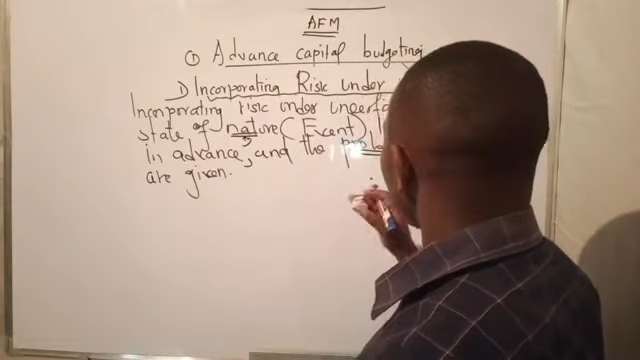 AFM
① Advance capital budgeting
1) Incorporating Risk under
Incorporating risk under
state of nature (Event)
in advance, and the
are given.